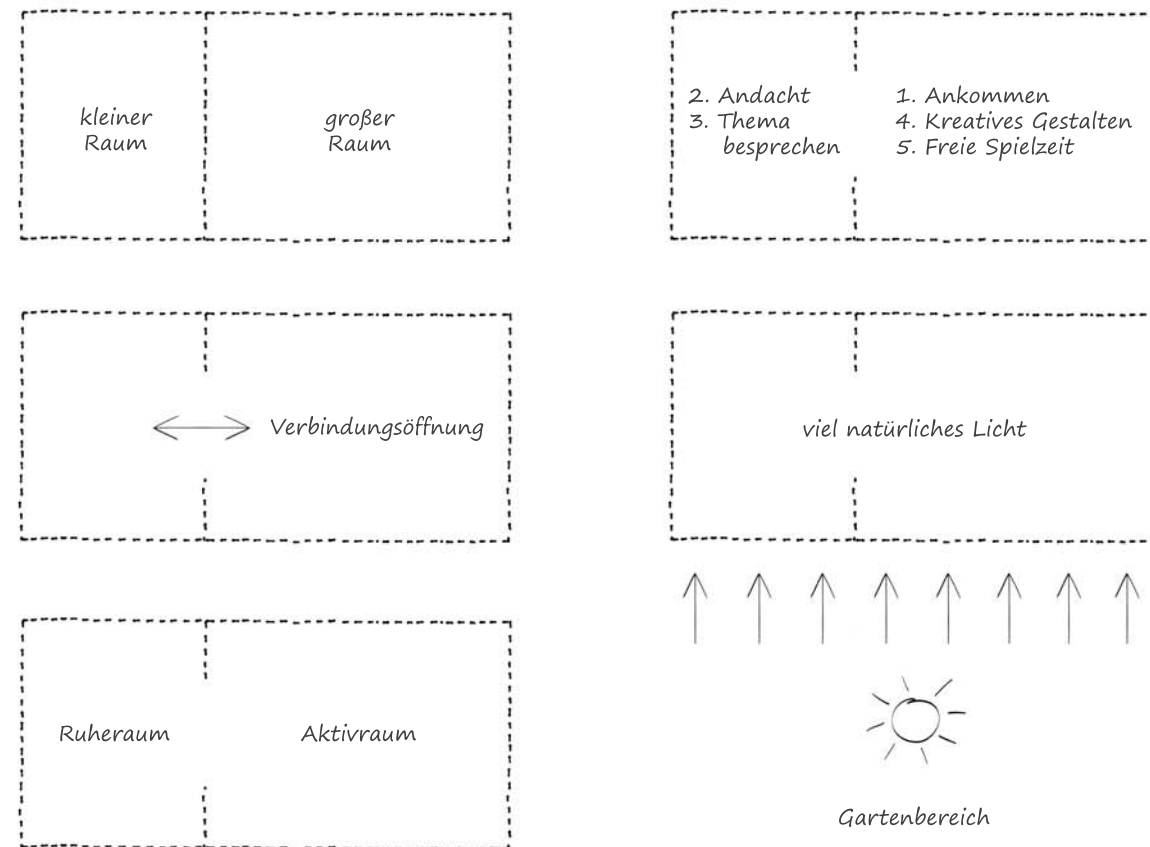 kleiner
Raum
großer
Raum
2. Andacht
3. Thema
besprechen
1. Ankommen
4. Kreatives Gestalten
5. Freie Spielzeit
Verbindungsöffnung
viel natürliches Licht
Ruheraum
Aktivraum
Gartenbereich